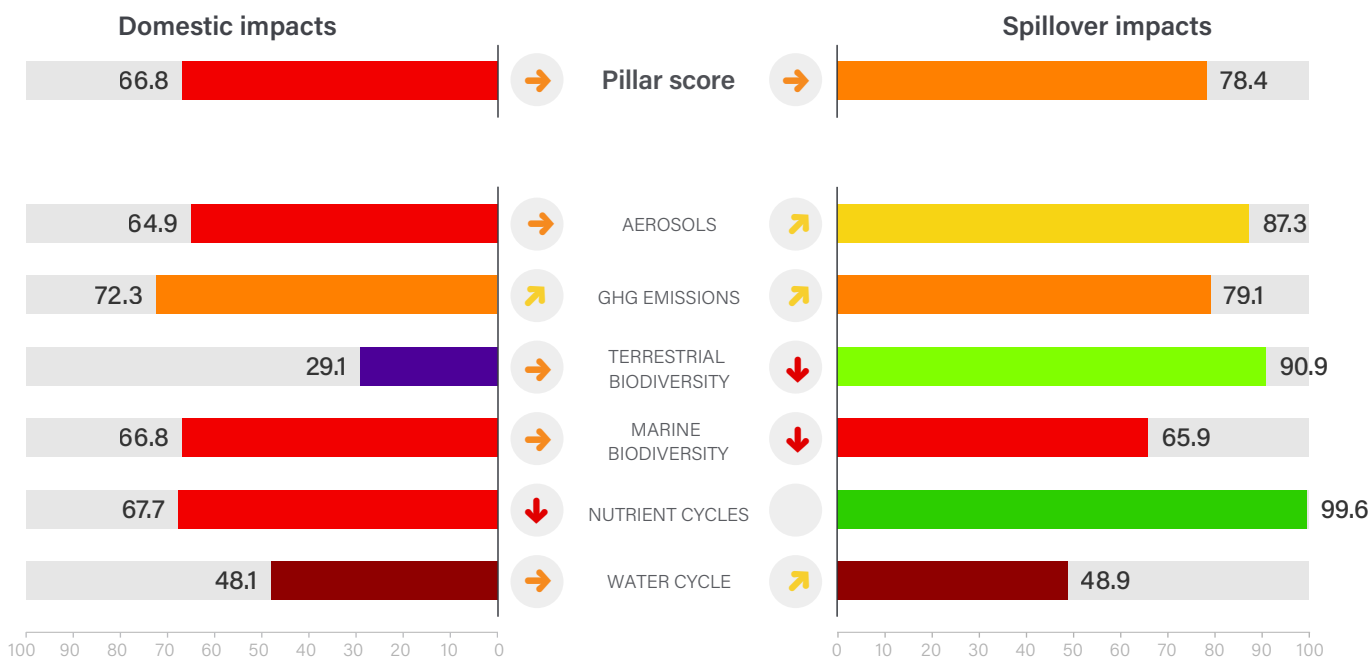 Domestic impacts
Spillover impacts
66.8
Pillar score
78.4
64.9
AEROSOLS
87.3
72.3
GHG EMISSIONS
79.1
29.1
TERRESTRIAL
BIODIVERSITY
90.9
66.8
MARINE
BIODIVERSITY
65.9
67.7
NUTRIENT CYCLES
99.6
48.1
WATER CYCLE
48.9
100 90 80 70 60 50 40 30 20 10 0
0 10 20 30 40 50 60 70 80 90 100